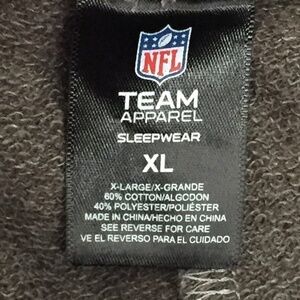 NFL
TEAM
APPAREL
SLEEPWEAR
XL
X-LARGE/X-GRANDE
60% COTTON/ALGODON
40% POLYESTER/POLIÉSTER
MADE IN CHINA/HECHO EN CHINA
SEE REVERSE FOR CARE
VE EL REVERSO PARA EL CUIDADO